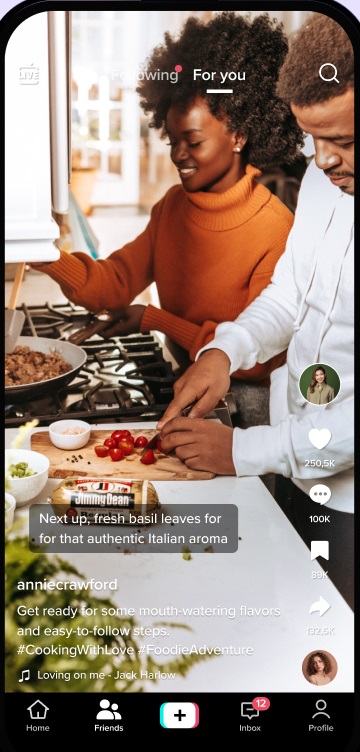 LIVE
Following For you
250,5K
100K
JimmyDean
Next up, fresh basil leaves for
for that authentic Italian aroma
89K
132,5K
anniecrawford
Get ready for some mouth-watering flavors
and easy-to-follow steps.
#CookingWithLove #FoodieAdventure
Loving on me - Jack Harlow
12
Home Friends Inbox Profile